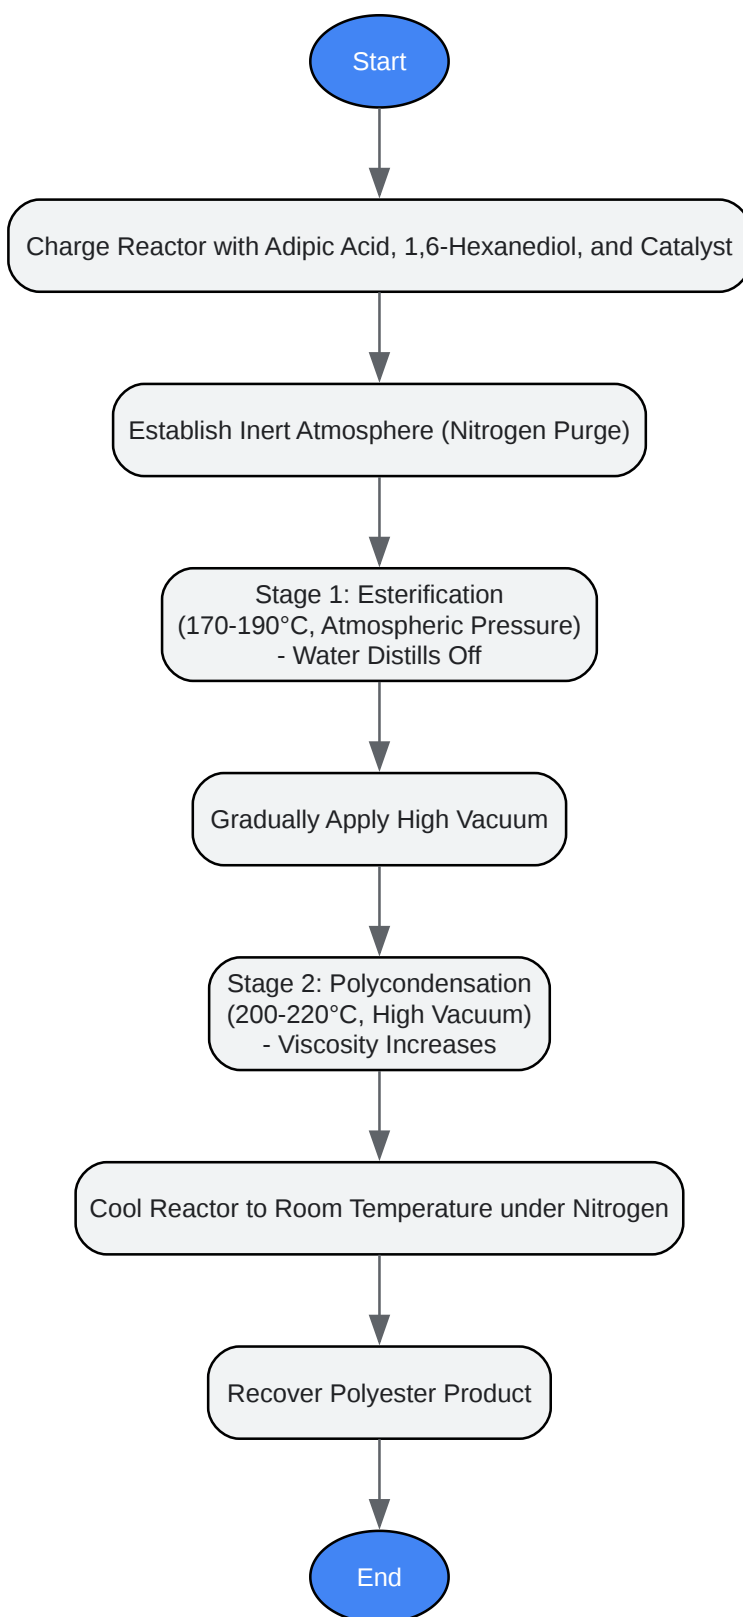 Start
Charge Reactor with Adipic Acid, 1,6-Hexanediol, and Catalyst
Establish Inert Atmosphere (Nitrogen Purge)
Stage 1: Esterification
(170-190°C, Atmospheric Pressure)
- Water Distills Off
Gradually Apply High Vacuum
Stage 2: Polycondensation
(200-220°C, High Vacuum)
- Viscosity Increases
Cool Reactor to Room Temperature under Nitrogen
Recover Polyester Product
End